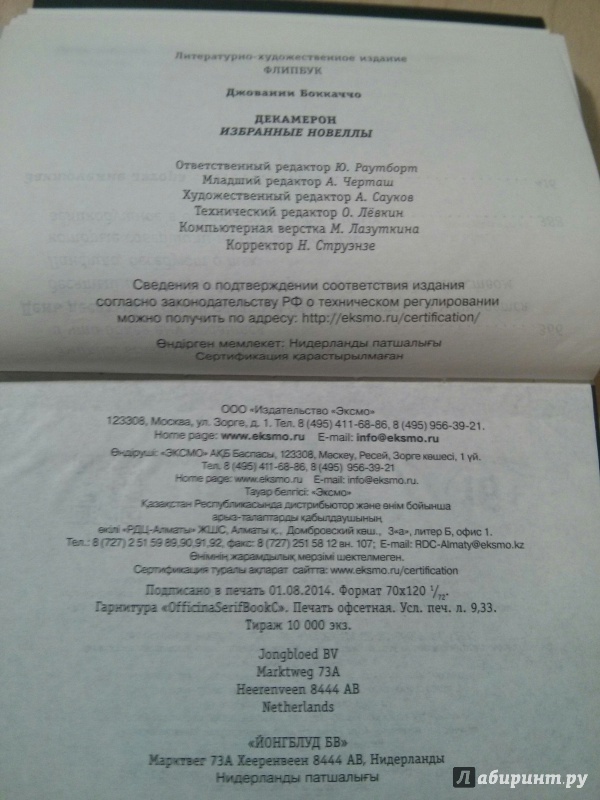 Литературно-художественное издание
ФЛИПБУК
Джованни Боккаччо
ДЕКАМЕРОН
ИЗБРАННЫЕ НОВЕЛЛЫ
Ответственный редактор Ю. Раутборт
Младший редактор А. Черташ
Художественный редактор А. Сауков
Технический редактор О. Лёвкин
Компьютерная верстка М. Лазуткина
Корректор Н. Струэнзе
Сведения о подтверждении соответствия издания
согласно законодательству РФ о техническом регулировании
можно получить по адресу: http://eksmo.ru/certification/
Өндірген мемлекет: Нидерланды патшалығы
Сертификация қарастырылмаған
ООО «Издательство «Эксмо»
123308, Москва, ул. Зорге, д. 1. Тел. 8 (495) 411-68-86, 8 (495) 956-39-21.
Home page: www.eksmo.ru E-mail: info@eksmo.ru
Өндіруші: «ЭКСМО» АҚБ Баспасы, 123308, Мәскеу, Ресей, Зорге көшесі, 1 үй.
Тел. 8 (495) 411-68-86, 8 (495) 956-39-21
Home page: www.eksmo.ru E-mail: info@eksmo.ru.
Тауар белгісі: «Эксмо»
Қазақстан Республикасында дистрибьютор және өнім бойынша
арыз-талаптарды қабылдаушының
өкілі «РДЦ-Алматы» ЖШС, Алматы қ., Домбровский көш., 3«а», литер Б, офис 1.
Тел.: 8 (727) 2 51 59 89,90,91,92, факс: 8 (727) 251 58 12 вн. 107; E-mail: RDC-Almaty@eksmo.kz
Өнімнің жарамдылық мерзімі шектелмеген.
Сертификация туралы ақпарат сайтта: www.eksmo.ru/certification
Подписано в печать 01.08.2014. Формат 70x120 1/72.
Гарнитура «OfficinaSerifBookC». Печать офсетная. Усл. печ. л. 9,33.
Тираж 10 000 экз.
Jongbloed BV
Marktweg 73A
Heerenveen 8444 AB
Netherlands
«ЙОНГБЛУД БВ»
Марктвег 73А Хееренвеен 8444 АВ, Нидерланды
Нидерланды патшалығы
Лабиринт.ру